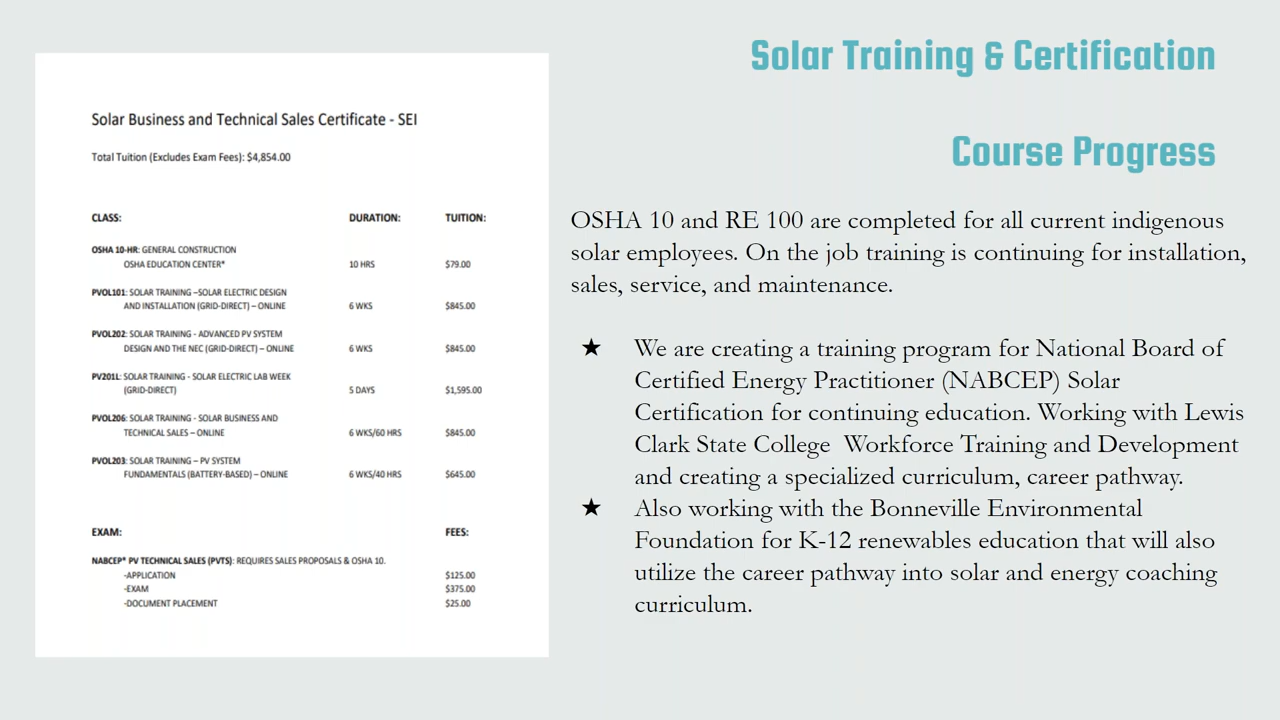 Solar Training & Certification
Course Progress
Solar Business and Technical Sales Certificate - SEI
Total Tuition (Excludes Exam Fees): $4,854.00
CLASS: DURATION: TUITION:
OSHA 10-HR: GENERAL CONSTRUCTION
OSHA EDUCATION CENTER* 10 HRS $79.00
PVOL101: SOLAR TRAINING –SOLAR ELECTRIC DESIGN
AND INSTALLATION (GRID-DIRECT) – ONLINE 6 WKS $845.00
PVOL202: SOLAR TRAINING - ADVANCED PV SYSTEM
DESIGN AND THE NEC (GRID-DIRECT) – ONLINE 6 WKS $845.00
PV201L: SOLAR TRAINING - SOLAR ELECTRIC LAB WEEK
(GRID-DIRECT) 5 DAYS $1,595.00
PVOL206: SOLAR TRAINING - SOLAR BUSINESS AND
TECHNICAL SALES – ONLINE 6 WKS/60 HRS $845.00
PVOL203: SOLAR TRAINING – PV SYSTEM
FUNDAMENTALS (BATTERY-BASED) – ONLINE 6 WKS/40 HRS $645.00
EXAM: FEES:
NABCEP* PV TECHNICAL SALES (PVTS): REQUIRES SALES PROPOSALS & OSHA 10.
-APPLICATION $125.00
-EXAM $375.00
-DOCUMENT PLACEMENT $25.00
OSHA 10 and RE 100 are completed for all current indigenous
solar employees. On the job training is continuing for installation,
sales, service, and maintenance.
★ We are creating a training program for National Board of
Certified Energy Practitioner (NABCEP) Solar
Certification for continuing education. Working with Lewis
Clark State College Workforce Training and Development
and creating a specialized curriculum, career pathway.
★ Also working with the Bonneville Environmental
Foundation for K-12 renewables education that will also
utilize the career pathway into solar and energy coaching
curriculum.